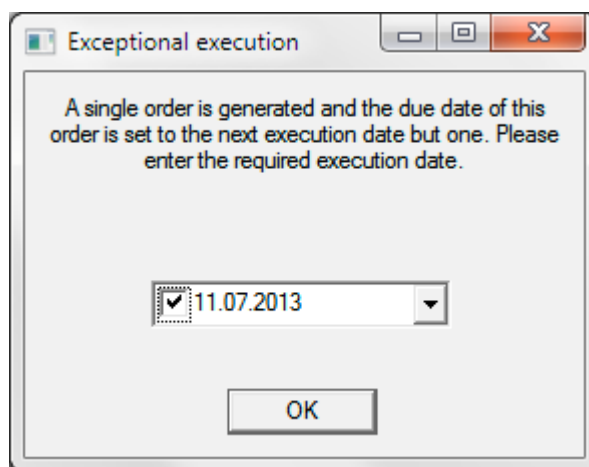 Exceptional execution
A single order is generated and the due date of this
order is set to the next execution date but one. Please
enter the required execution date.
11.07.2013
OK